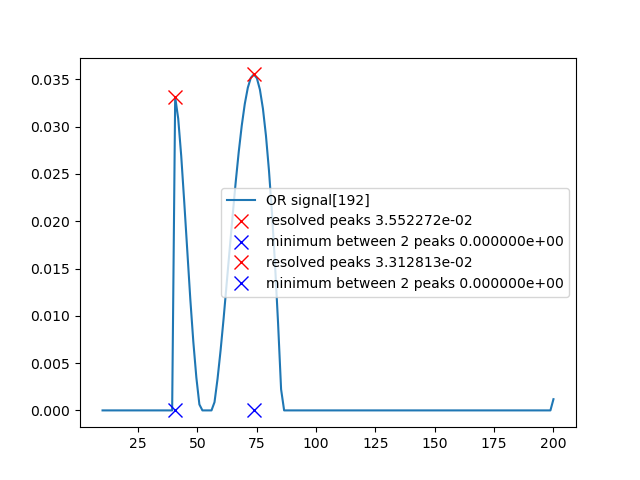 0.035
0.030
0.025
0.020
0.015
0.010
0.005
0.000
OR signal[192]
resolved peaks 3.552272e-02
minimum between 2 peaks 0.000000e+00
resolved peaks 3.312813e-02
minimum between 2 peaks 0.000000e+00
25 50 75 100 125 150 175 200